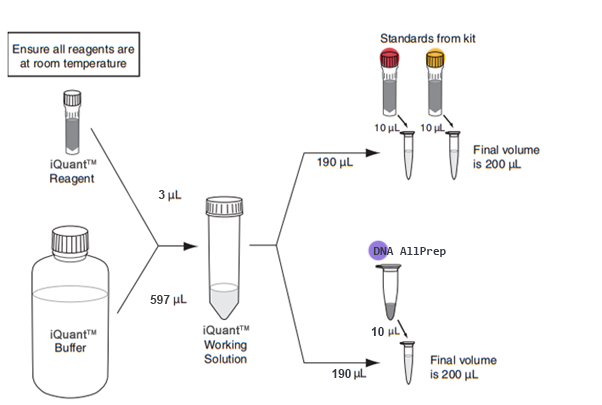 Ensure all reagents are
at room temperature
iQuant™
Reagent
3 µL
597 µL
iQuant™
Buffer
iQuant™
Working
Solution
Standards from kit
10 µL
10 µL
190 µL
Final volume
is 200 µL
DNA AllPrep
10 µL
190 µL
Final volume
is 200 µL